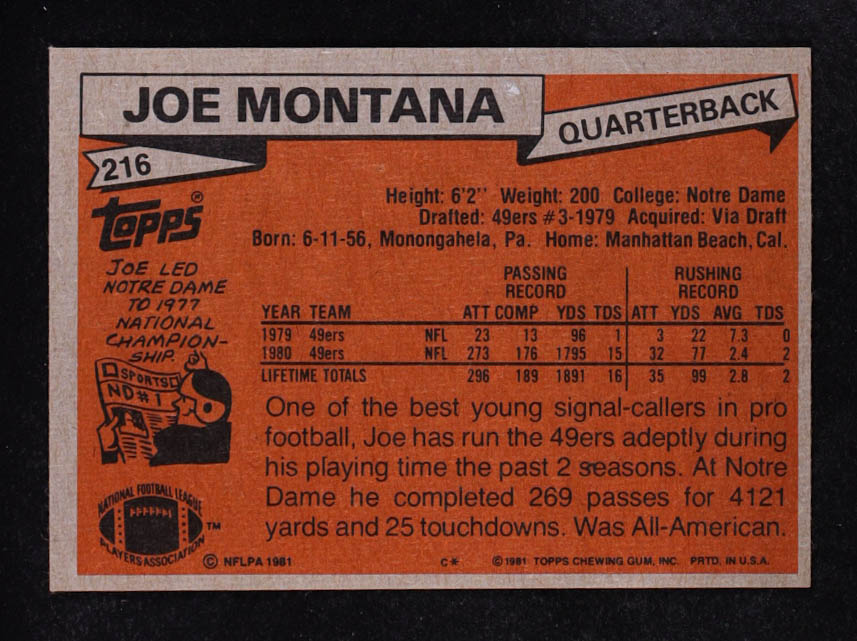 JOE MONTANA
QUARTERBACK
216
Topps®
Height: 6'2" Weight: 200 College: Notre Dame
Drafted: 49ers #3-1979 Acquired: Via Draft
Born: 6-11-56, Monongahela, Pa. Home: Manhattan Beach, Cal.
JOE LED
NOTRE DAME
TO 1977
NATIONAL
CHAMPION-
SHIP.
SPORTS
ND#1
PASSING RUSHING
RECORD RECORD
YEAR TEAM ATT COMP YDS TDS ATT YDS AVG TDS
1979 49ers NFL 23 13 96 1 3 22 7.3 0
1980 49ers NFL 273 176 1795 15 32 77 2.4 2
LIFETIME TOTALS 296 189 1891 16 35 99 2.8 2
One of the best young signal-callers in pro
football, Joe has run the 49ers adeptly during
his playing time the past 2 seasons. At Notre
Dame he completed 269 passes for 4121
yards and 25 touchdowns. Was All-American.
NATIONAL FOOTBALL LEAGUE
PLAYERS ASSOCIATION
™
© NFLPA 1981
C*
© 1981 TOPPS CHEWING GUM, INC. PRTD. IN U.S.A.